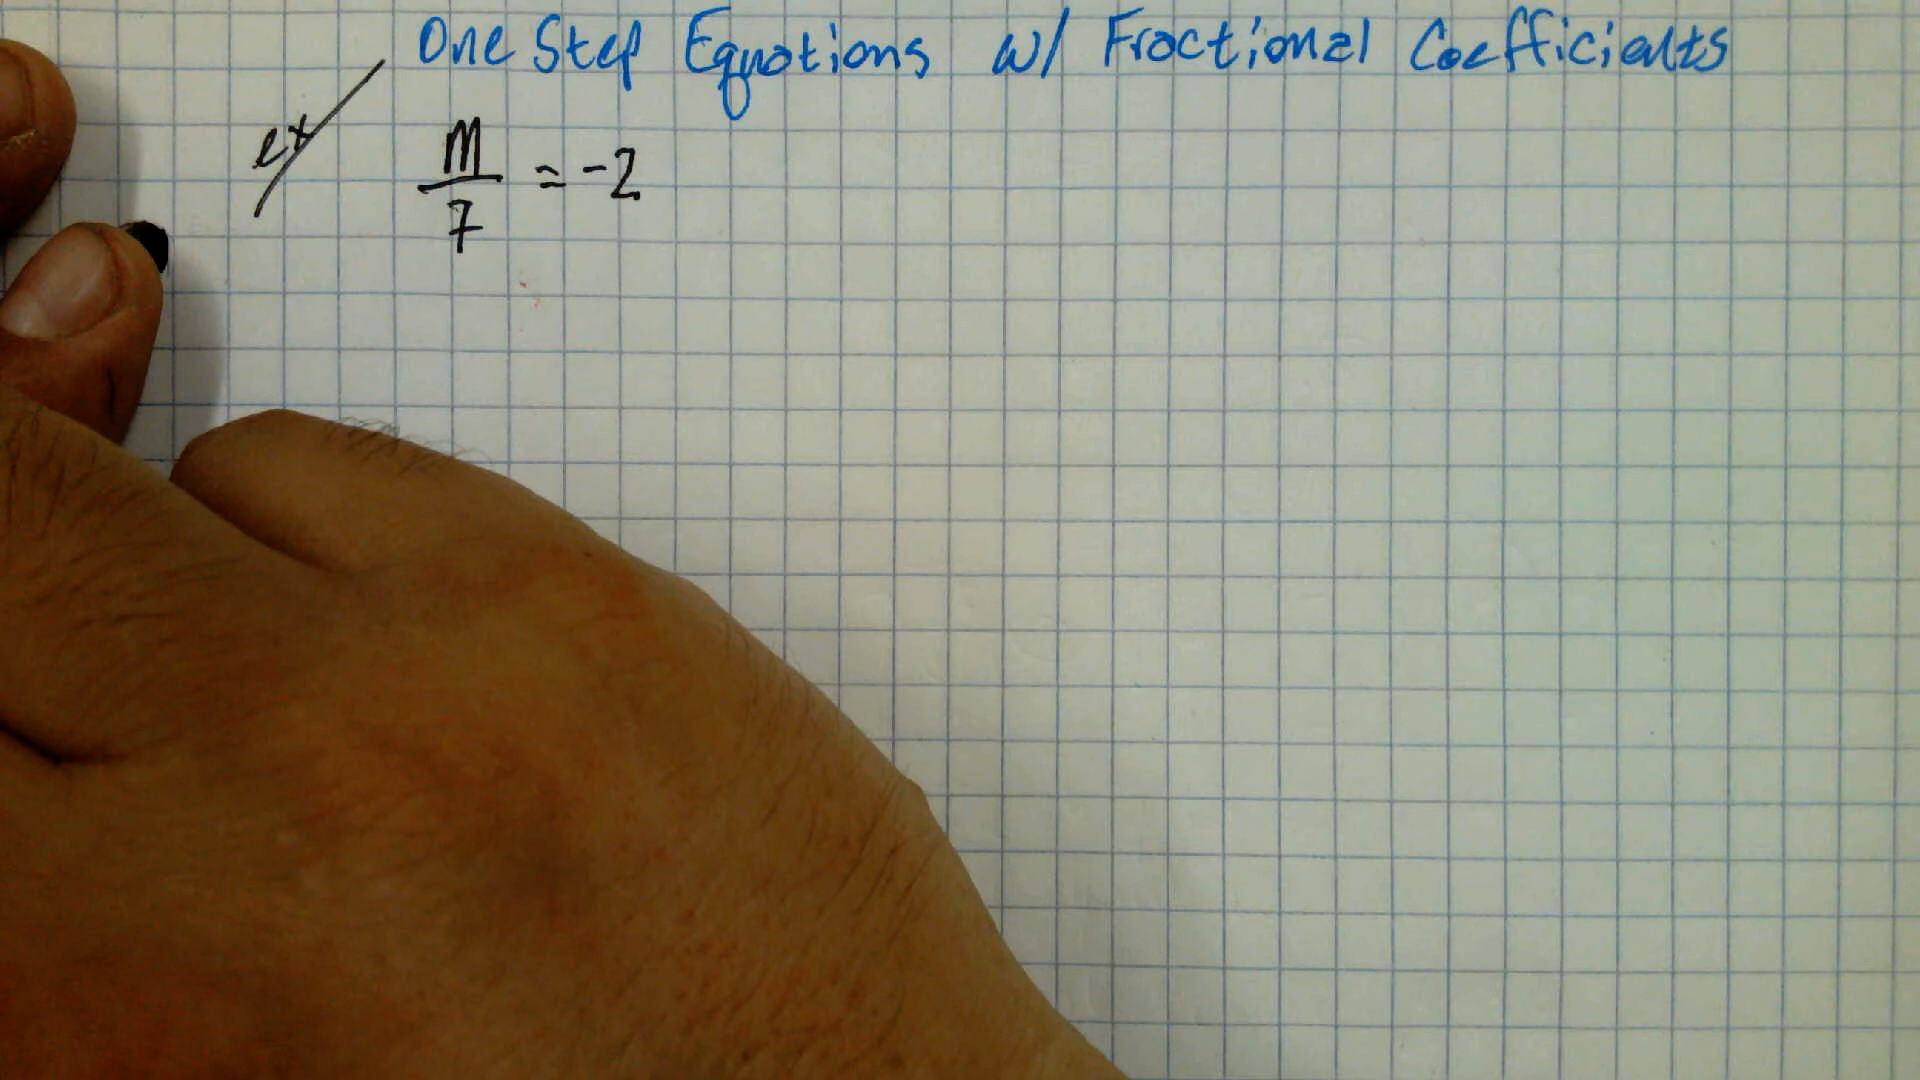 One Step Equations w/ Fractional Coefficients
ex/ m/7 = -2